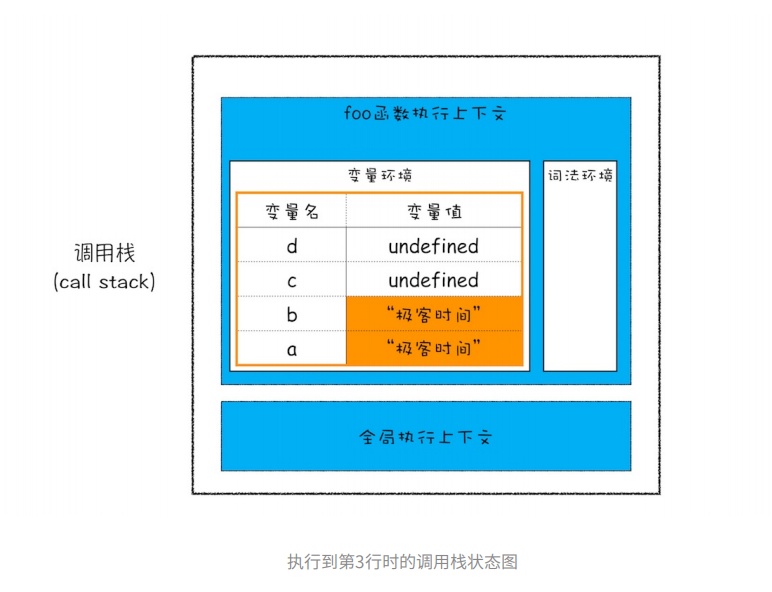 foo函数执行上下文
变量环境
词法环境
变量名 变量值
d undefined
c undefined
b “极客时间”
a “极客时间”
调用栈
(call stack)
全局执行上下文
执行到第3行时的调用栈状态图